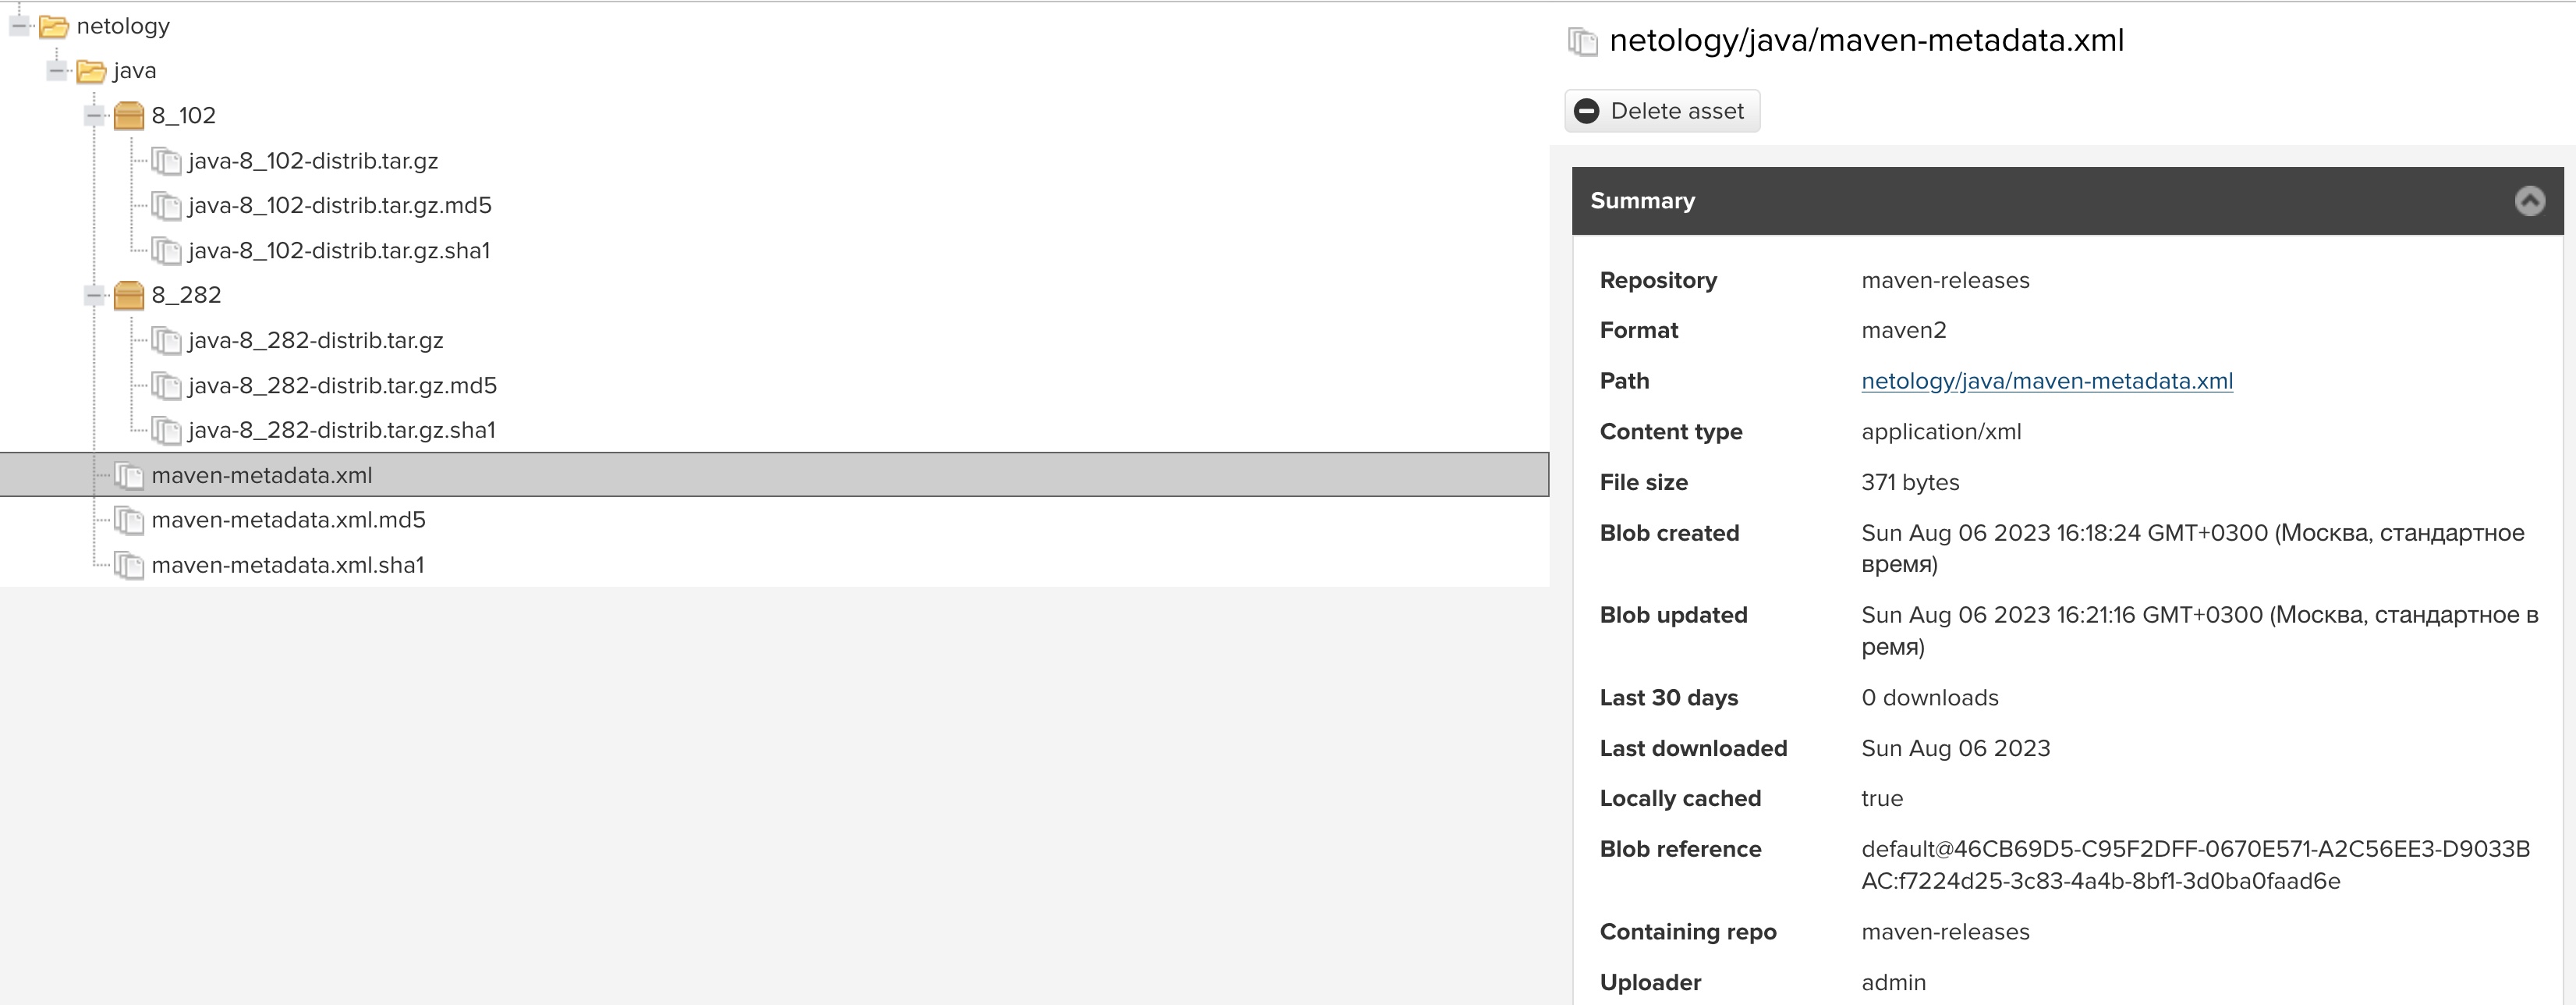 netology
java
8_102
java-8_102-distrib.tar.gz
java-8_102-distrib.tar.gz.md5
java-8_102-distrib.tar.gz.sha1
8_282
java-8_282-distrib.tar.gz
java-8_282-distrib.tar.gz.md5
java-8_282-distrib.tar.gz.sha1
maven-metadata.xml
maven-metadata.xml.md5
maven-metadata.xml.sha1
netology/java/maven-metadata.xml
Delete asset
Summary
Repository maven-releases
Format maven2
Path netology/java/maven-metadata.xml
Content type application/xml
File size 371 bytes
Blob created Sun Aug 06 2023 16:18:24 GMT+0300 (Москва, стандартное
время)
Blob updated Sun Aug 06 2023 16:21:16 GMT+0300 (Москва, стандартное в
ремя)
Last 30 days 0 downloads
Last downloaded Sun Aug 06 2023
Locally cached true
Blob reference default@46CB69D5-C95F2DFF-0670E571-A2C56EE3-D9033B
AC:f7224d25-3c83-4a4b-8bf1-3d0ba0faad6e
Containing repo maven-releases
Uploader admin